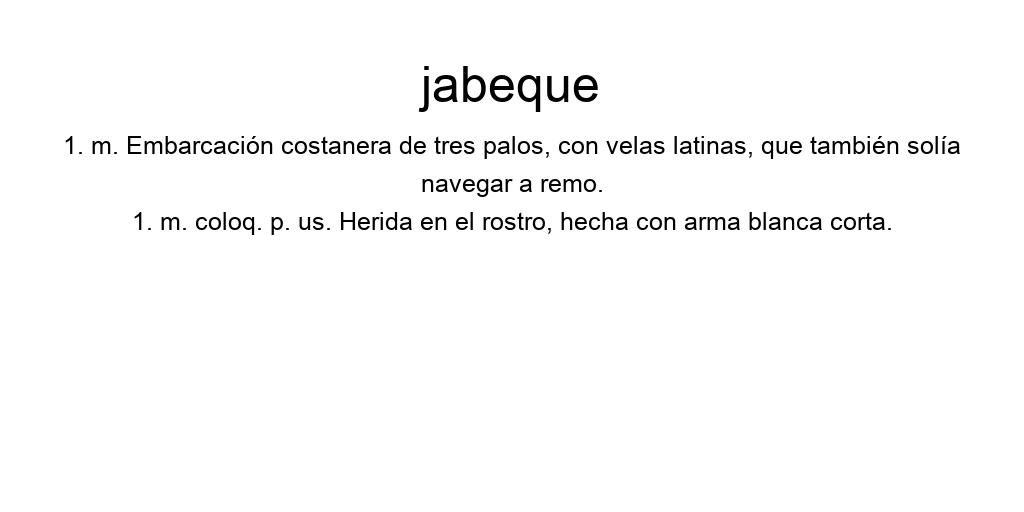 jabeque
1. m. Embarcación costanera de tres palos, con velas latinas, que también solía
navegar a remo.
1. m. coloq. p. us. Herida en el rostro, hecha con arma blanca corta.